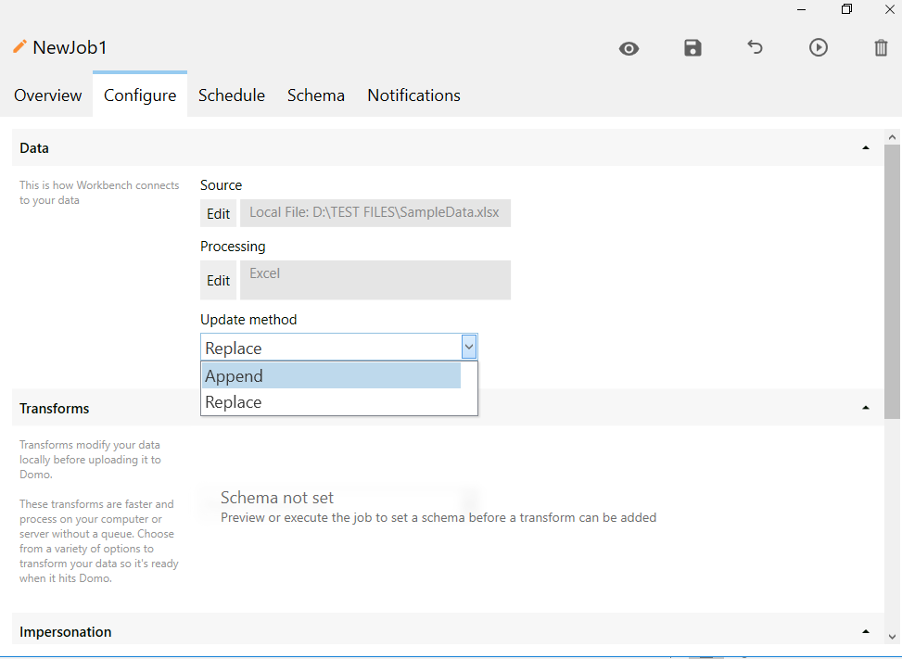 NewJob1
Overview Configure Schedule Schema Notifications
Data
This is how Workbench connects
to your data
Source
Edit Local File: D:\TEST FILES\SampleData.xlsx
Processing
Edit Excel
Update method
Replace
Append
Replace
Transforms
Transforms modify your data
locally before uploading it to
Domo.
These transforms are faster and
process on your computer or
server without a queue. Choose
from a variety of options to
transform your data so it's ready
when it hits Domo.
Schema not set
Preview or execute the job to set a schema before a transform can be added
Impersonation